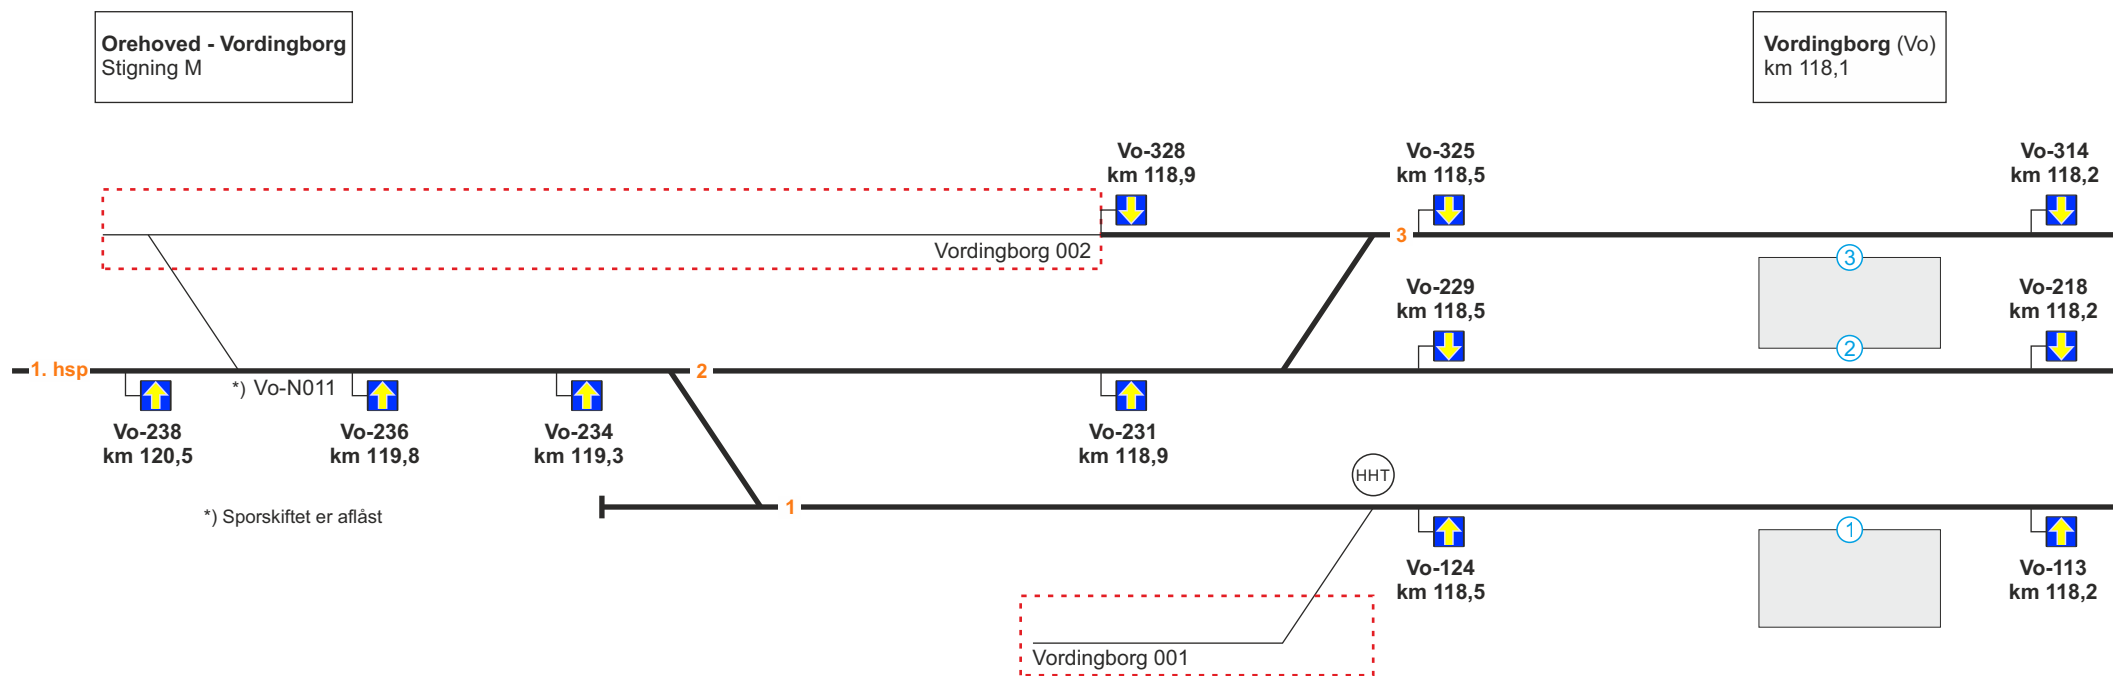 Orehoved - Vordingborg
Stigning M
Vordingborg (Vo)
km 118,1
Vo-328
km 118,9
Vo-325
km 118,5
Vo-314
km 118,2
3
Vordingborg 002
3
Vo-229
km 118,5
Vo-218
km 118,2
2
1. hsp
2
*) Vo-N011
Vo-238
km 120,5
Vo-236
km 119,8
Vo-234
km 119,3
Vo-231
km 118,9
HHT
*) Sporskiftet er aflåst
1
1
Vo-124
km 118,5
Vo-113
km 118,2
Vordingborg 001